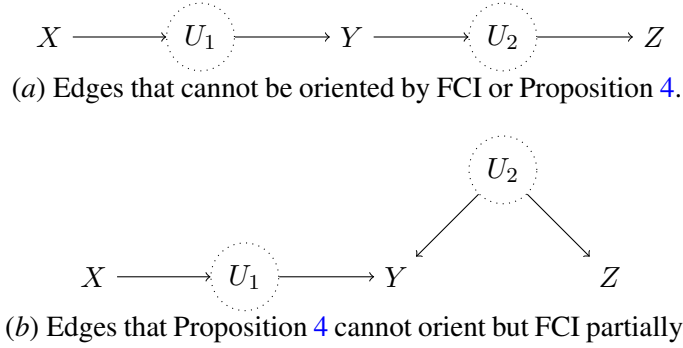 X U₁ Y U₂ Z
(a) Edges that cannot be oriented by FCI or Proposition 4.
U₂
X U₁ Y Z
(b) Edges that Proposition 4 cannot orient but FCI partially